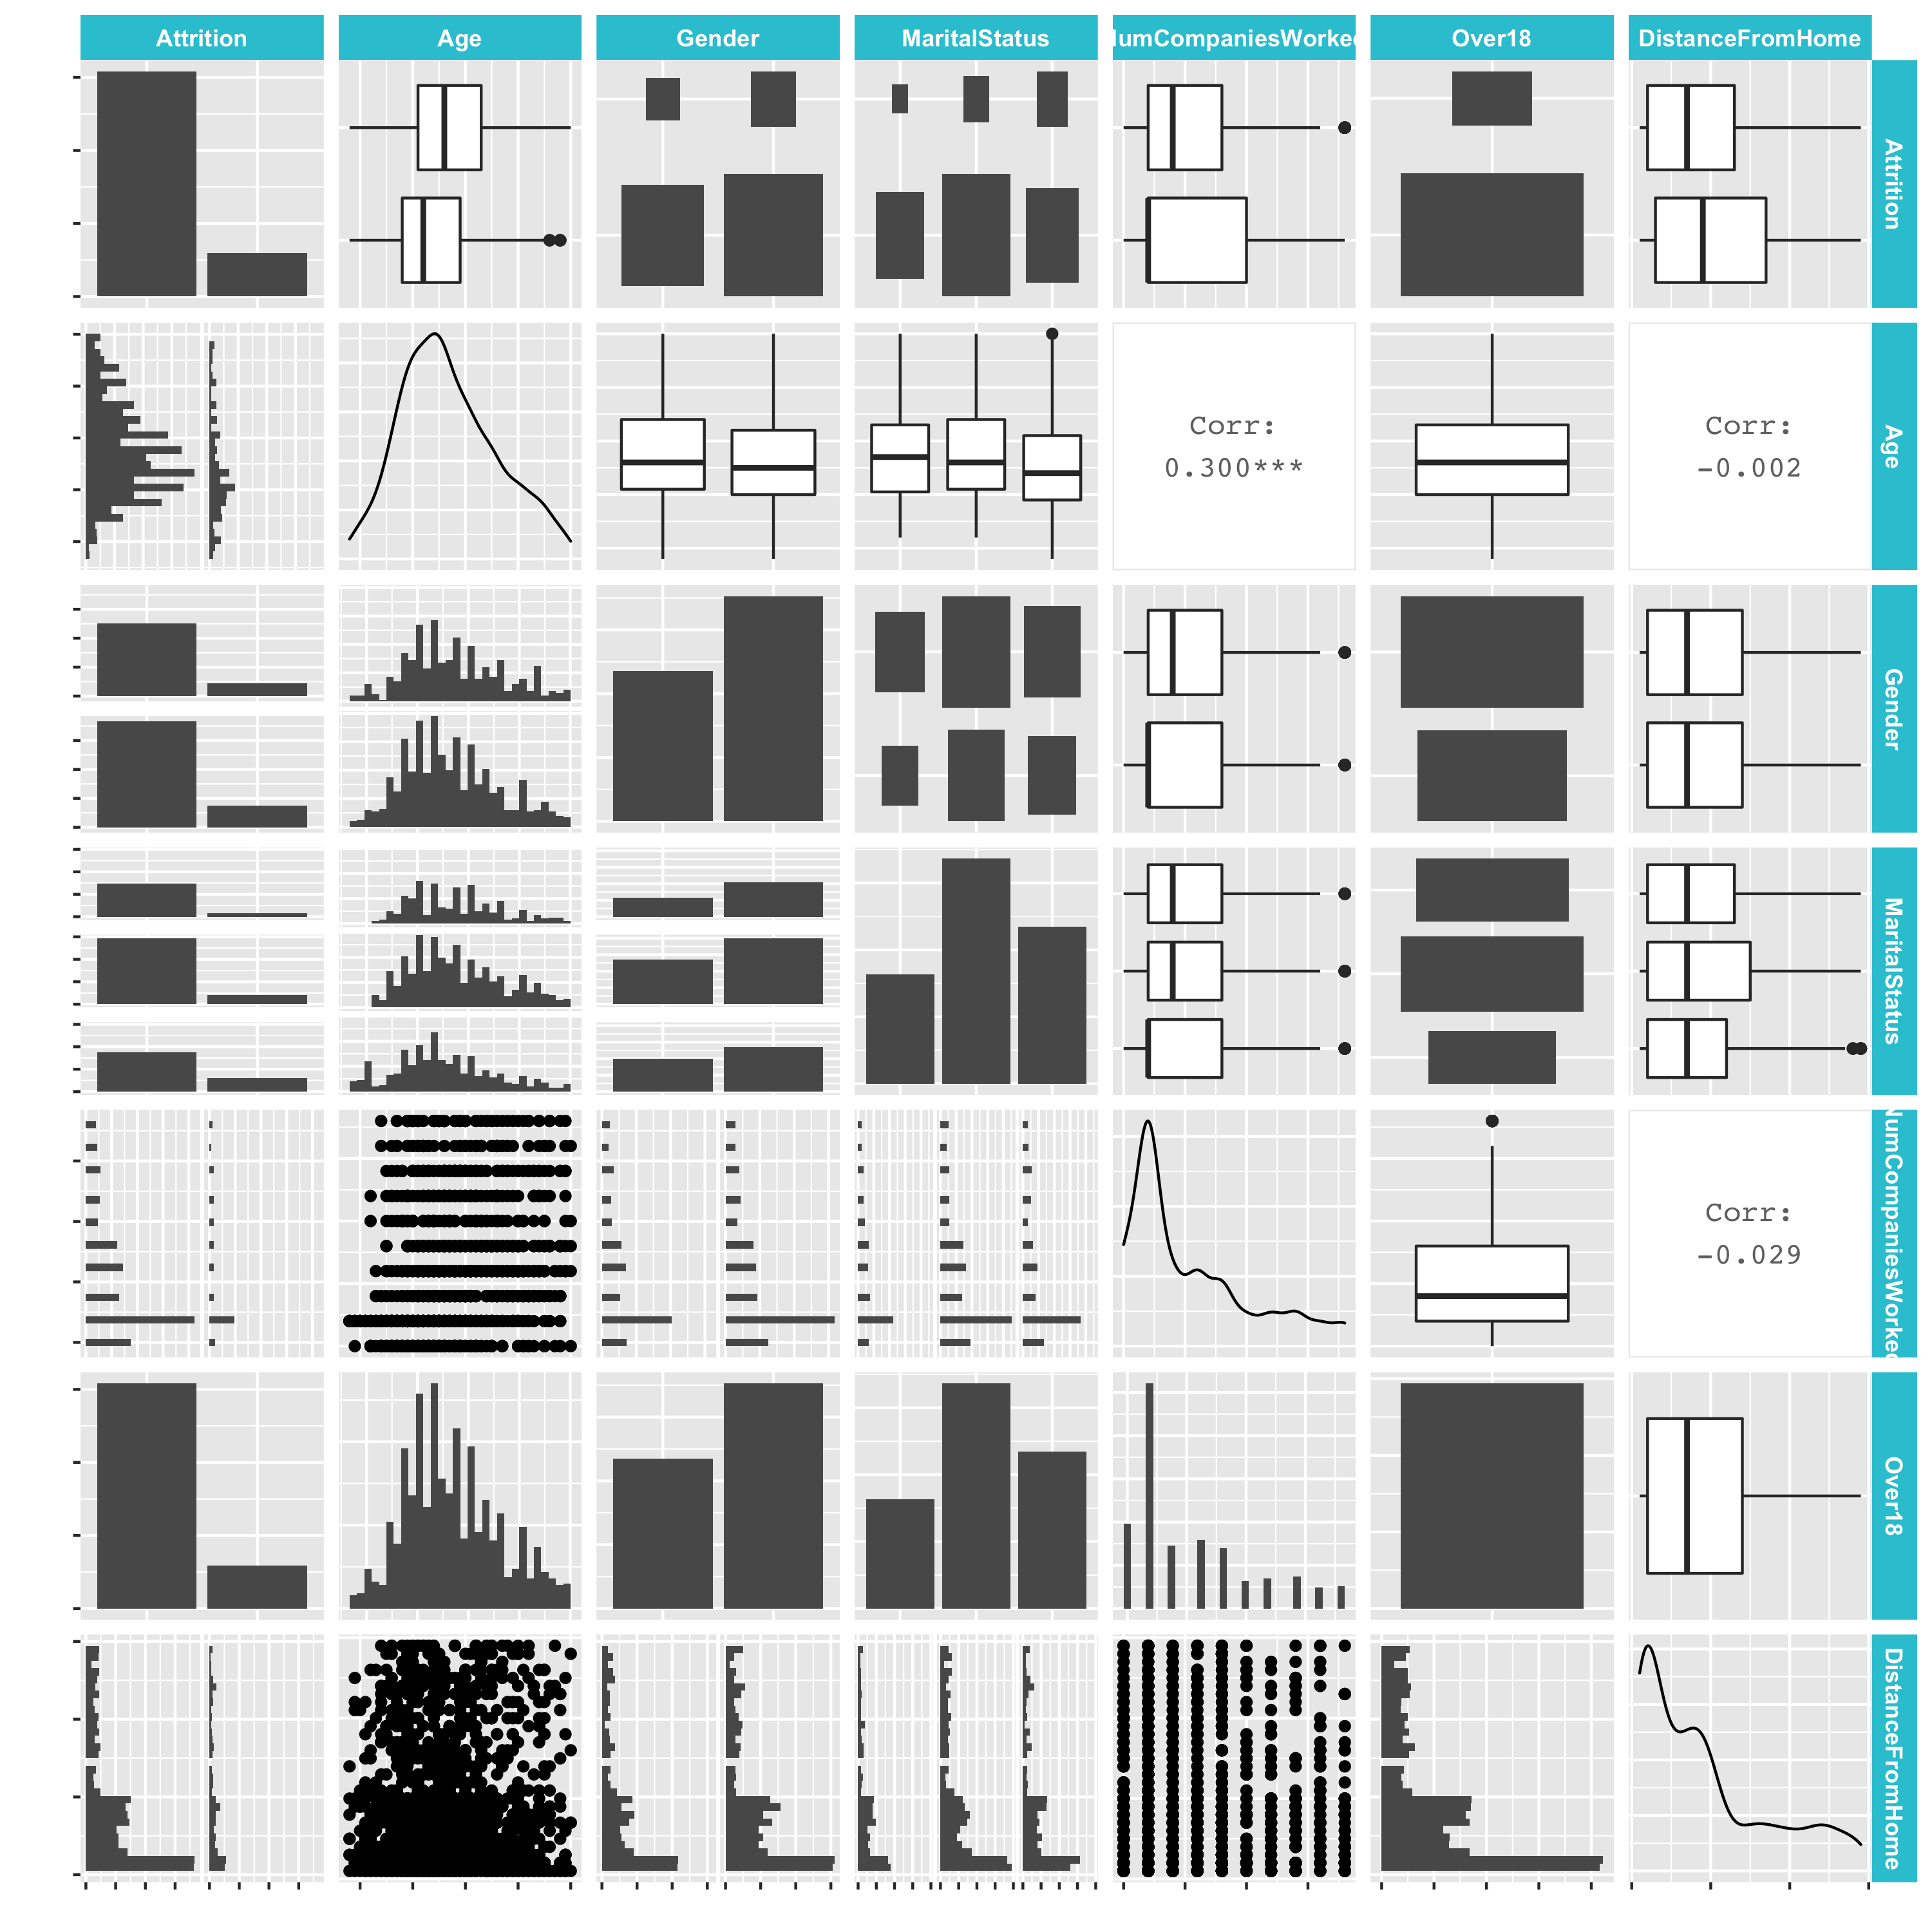 Attrition
Age
Gender
MaritalStatus
umCompaniesWorke
Over18
DistanceFromHome
Attrition
Corr:
0.300***
Corr:
-0.002
Age
Gender
MaritalStatus
Corr:
-0.029
umCompaniesWorke
Over18
DistanceFromHome